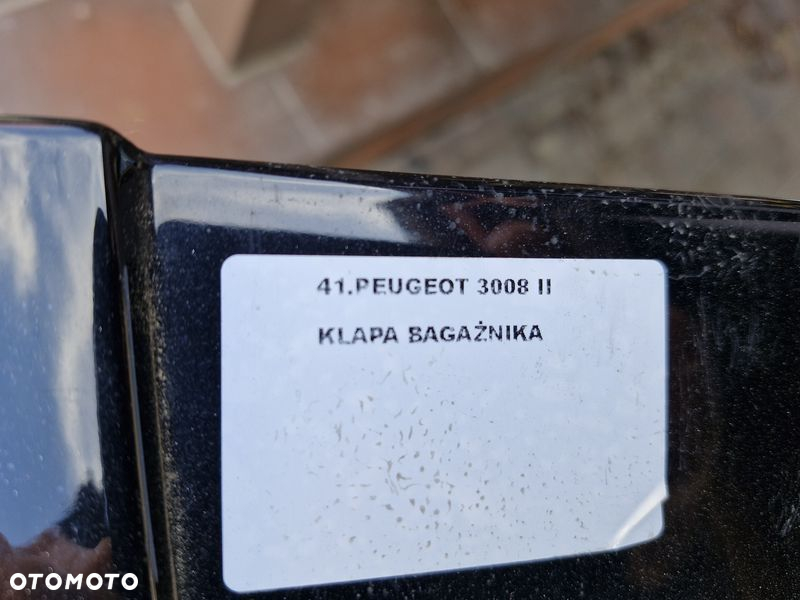 41.PEUGEOT 3008 II
KLAPA BAGAŻNIKA
OTOMOTO